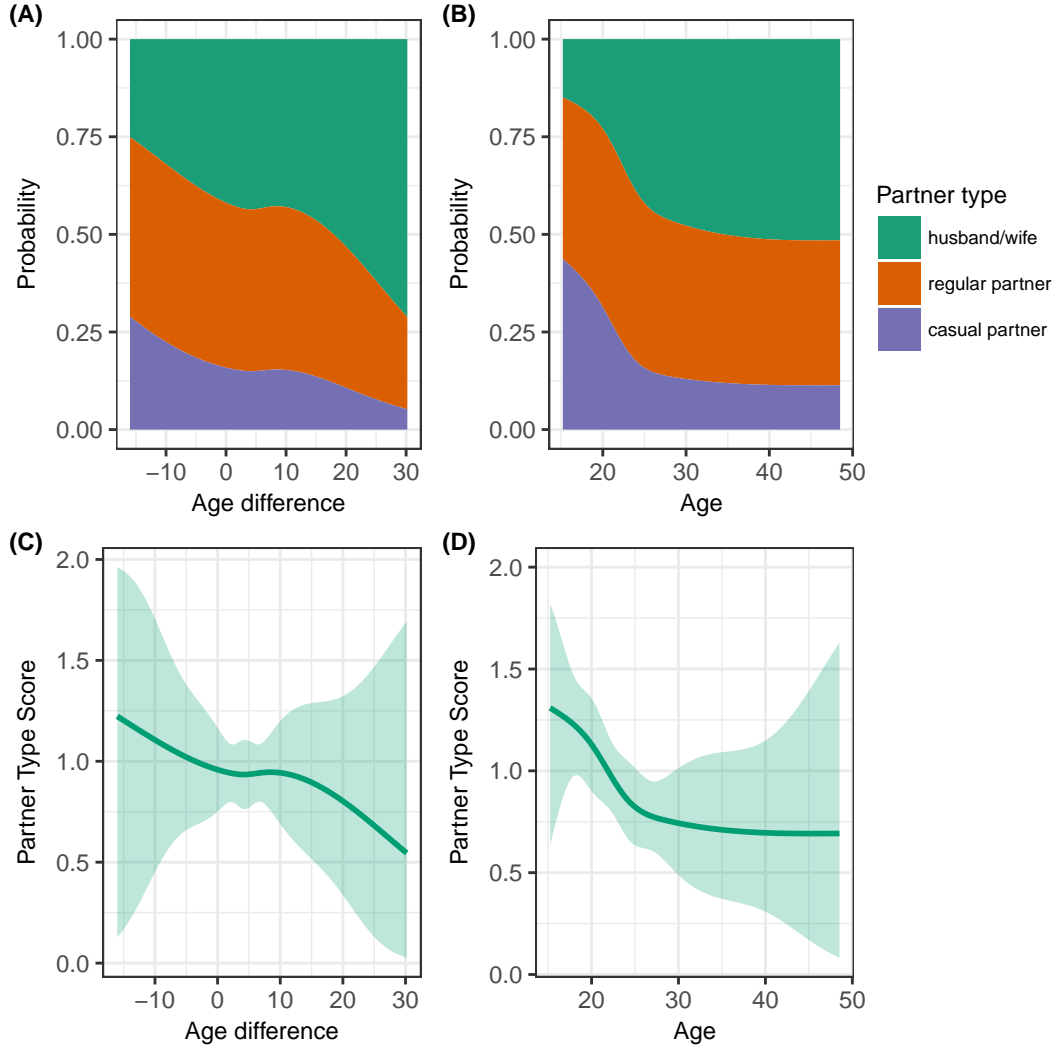 (A)
Probability
1.00
0.75
0.50
0.25
0.00
−10 0 10 20 30
Age difference
(B)
Probability
1.00
0.75
0.50
0.25
0.00
20 30 40 50
Age
Partner type
husband/wife
regular partner
casual partner
(C)
Partner Type Score
2.0
1.5
1.0
0.5
0.0
−10 0 10 20 30
Age difference
(D)
Partner Type Score
2.0
1.5
1.0
0.5
0.0
20 30 40 50
Age